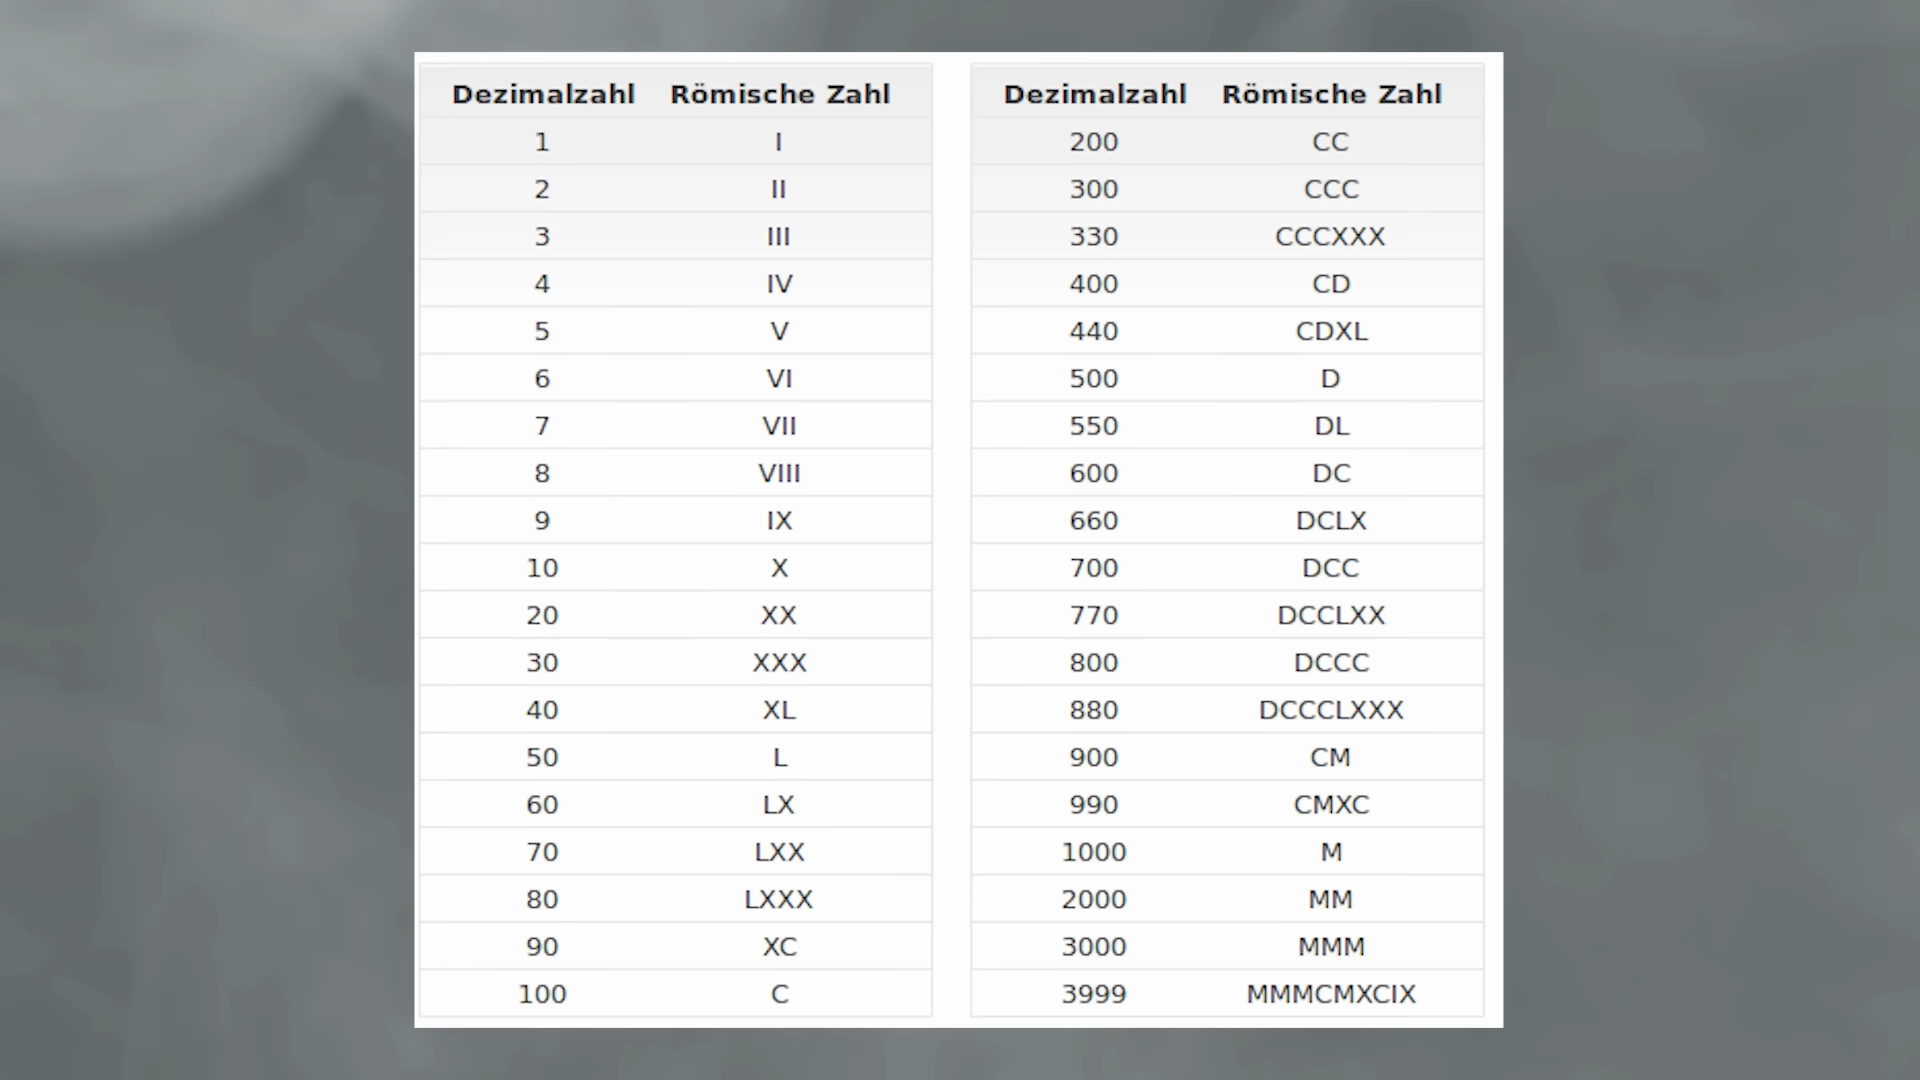 Dezimalzahl Römische Zahl
1 I
2 II
3 III
4 IV
5 V
6 VI
7 VII
8 VIII
9 IX
10 X
20 XX
30 XXX
40 XL
50 L
60 LX
70 LXX
80 LXXX
90 XC
100 C
Dezimalzahl Römische Zahl
200 CC
300 CCC
330 CCCXXX
400 CD
440 CDXL
500 D
550 DL
600 DC
660 DCLX
700 DCC
770 DCCLXX
800 DCCC
880 DCCCLXXX
900 CM
990 CMXC
1000 M
2000 MM
3000 MMM
3999 MMMCMXCIX